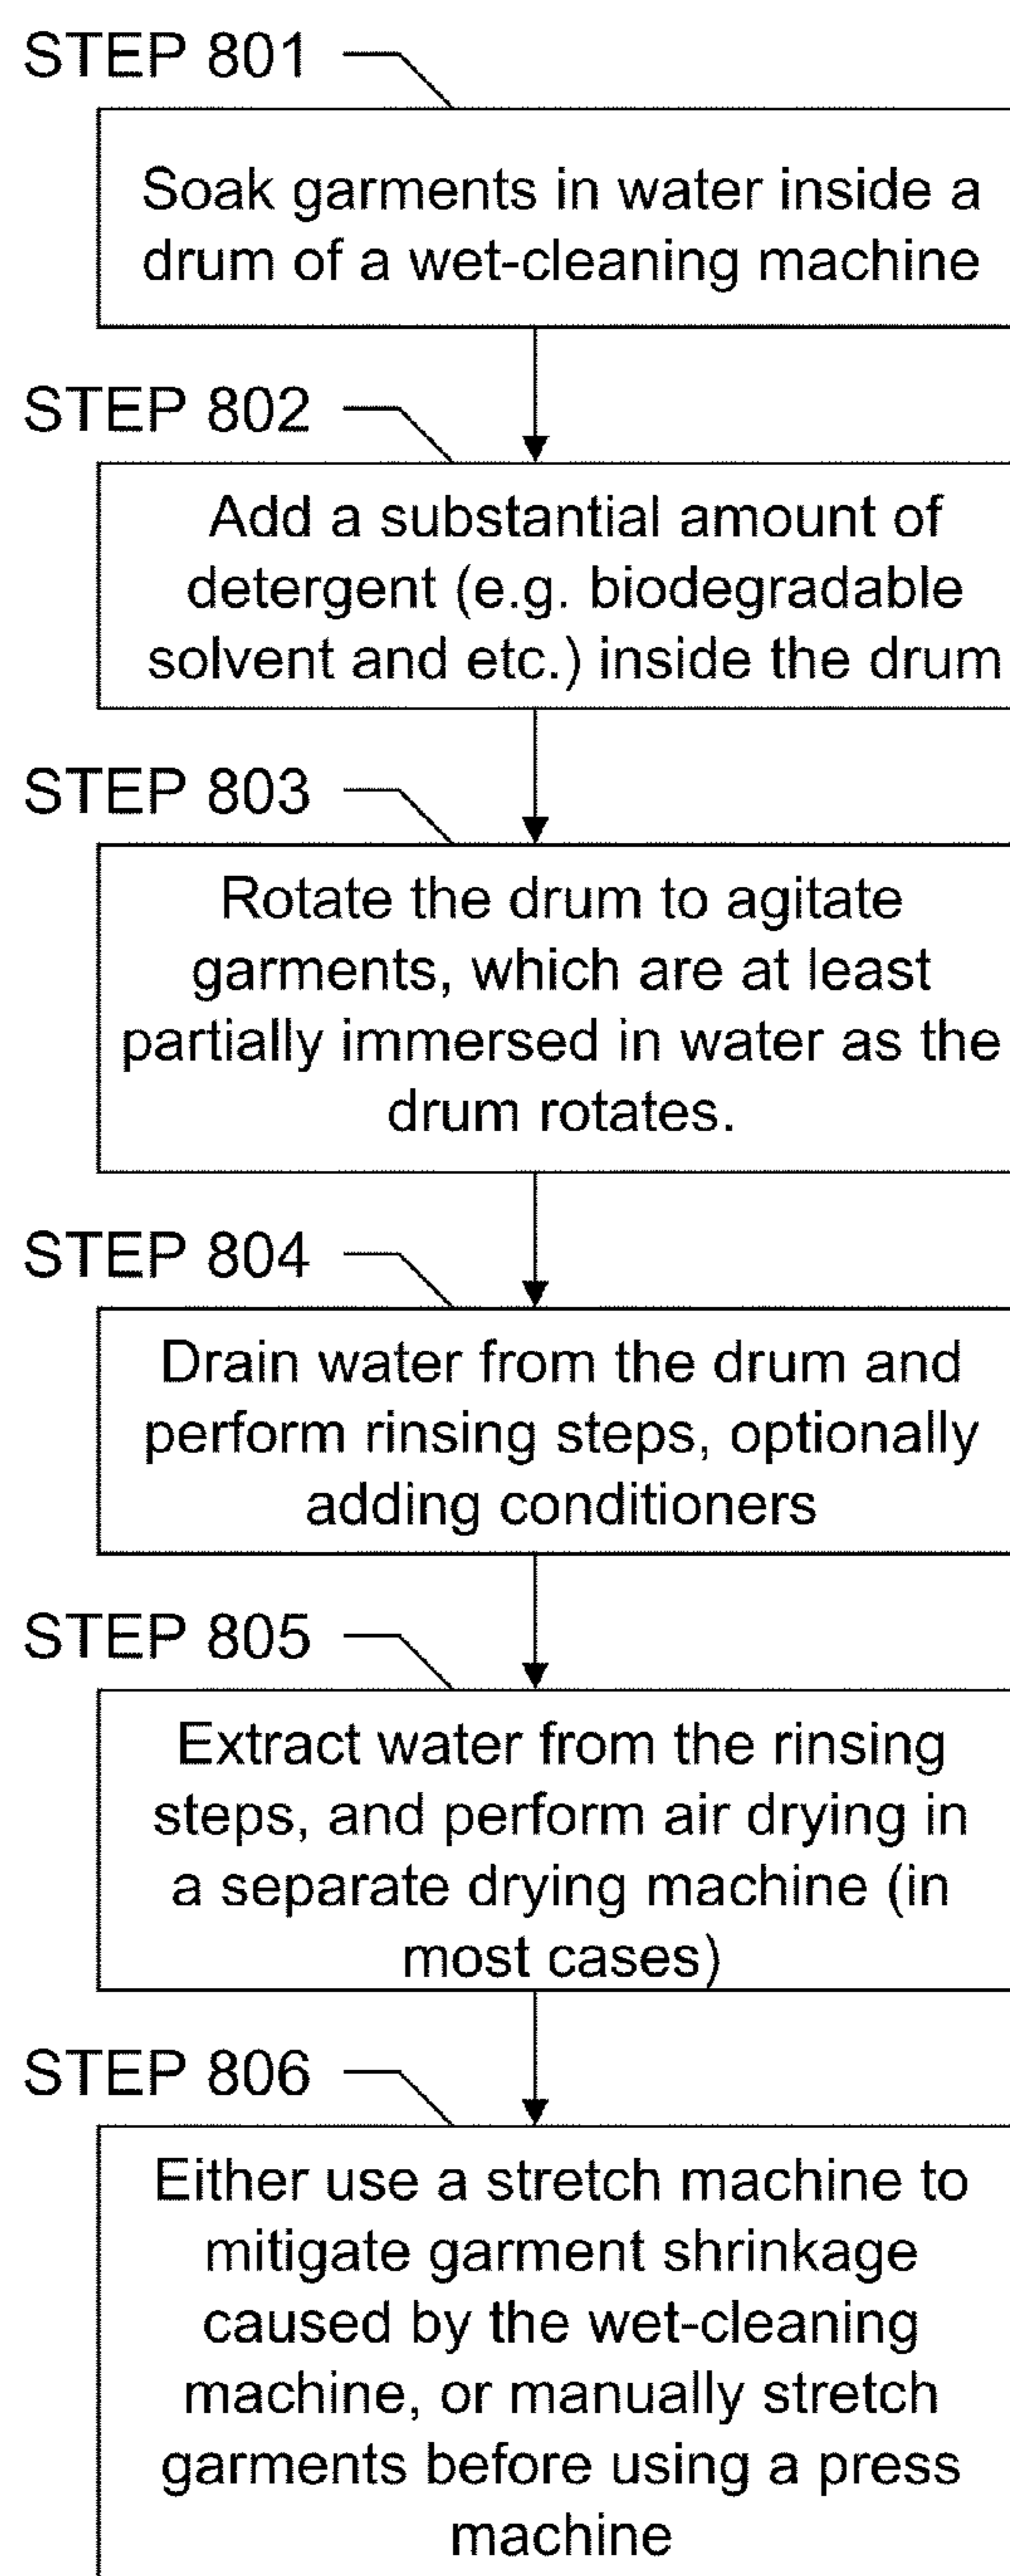 STEP 801
Soak garments in water inside a
drum of a wet-cleaning machine
STEP 802
Add a substantial amount of
detergent (e.g. biodegradable
solvent and etc.) inside the drum
STEP 803
Rotate the drum to agitate
garments, which are at least
partially immersed in water as the
drum rotates.
STEP 804
Drain water from the drum and
perform rinsing steps, optionally
adding conditioners
STEP 805
Extract water from the rinsing
steps, and perform air drying in
a separate drying machine (in
most cases)
STEP 806
Either use a stretch machine to
mitigate garment shrinkage
caused by the wet-cleaning
machine, or manually stretch
garments before using a press
machine